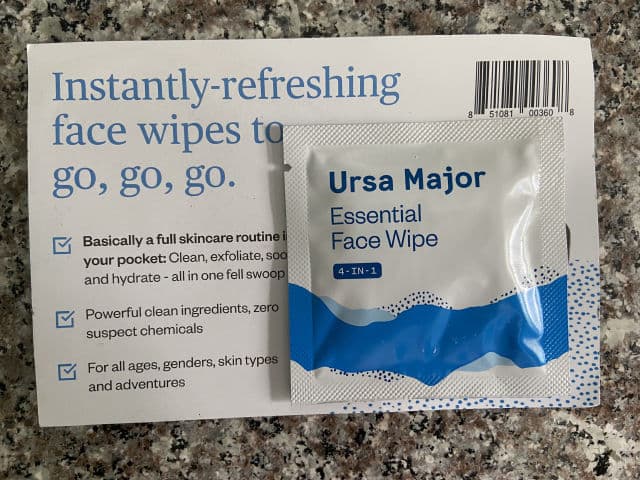 Instantly-refreshing
face wipes to
go, go, go.
8 51081 00360 8
Basically a full skincare routine
your pocket: Clean, exfoliate,
and hydrate - all in one fell swoop
Powerful clean ingredients, zero
suspect chemicals
For all ages, genders, skin types
and adventures
Ursa Major
Essential
Face Wipe
4-IN-1